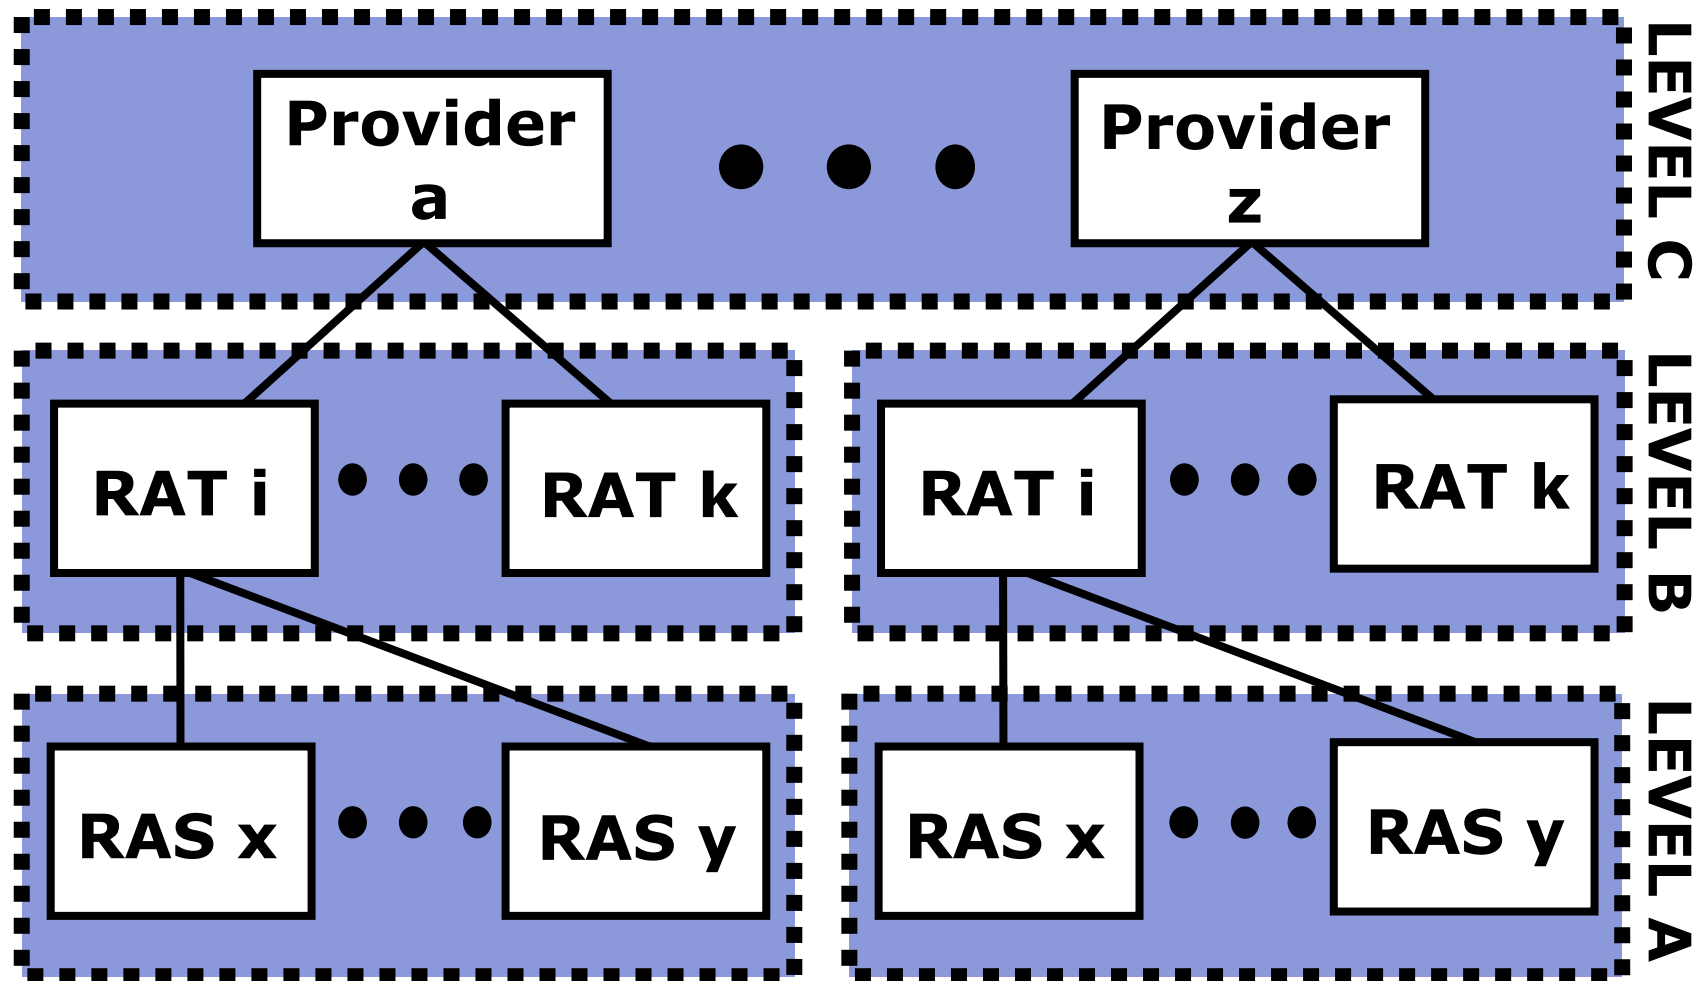 Provider
a
Provider
z
LEVEL C
RAT i
RAT k
RAT i
RAT k
LEVEL B
RAS x
RAS y
RAS x
RAS y
LEVEL A